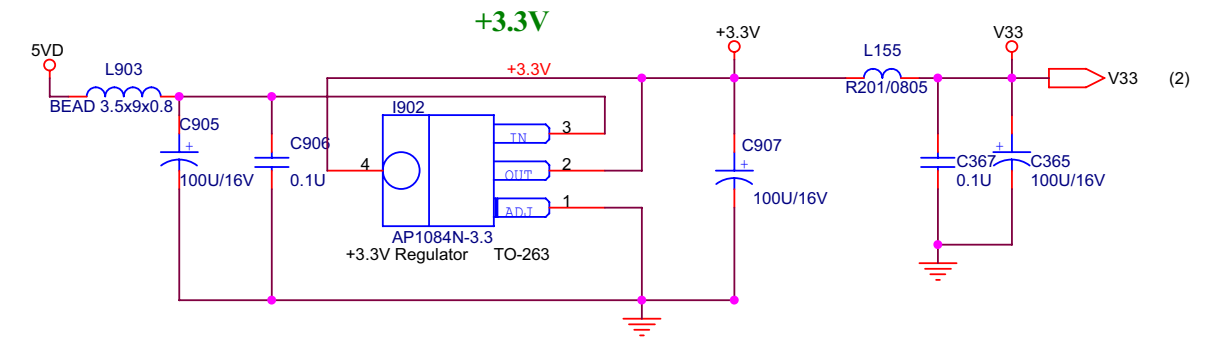 +3.3V
5VD
L903
BEAD 3.5x9x0.8
C905
100U/16V
C906
0.1U
+3.3V
I902
4
IN
3
OUT
2
ADJ
1
AP1084N-3.3
+3.3V Regulator
TO-263
+3.3V
C907
+
100U/16V
+
L155
R201/0805
V33
V33
(2)
C367
0.1U
+
C365
100U/16V